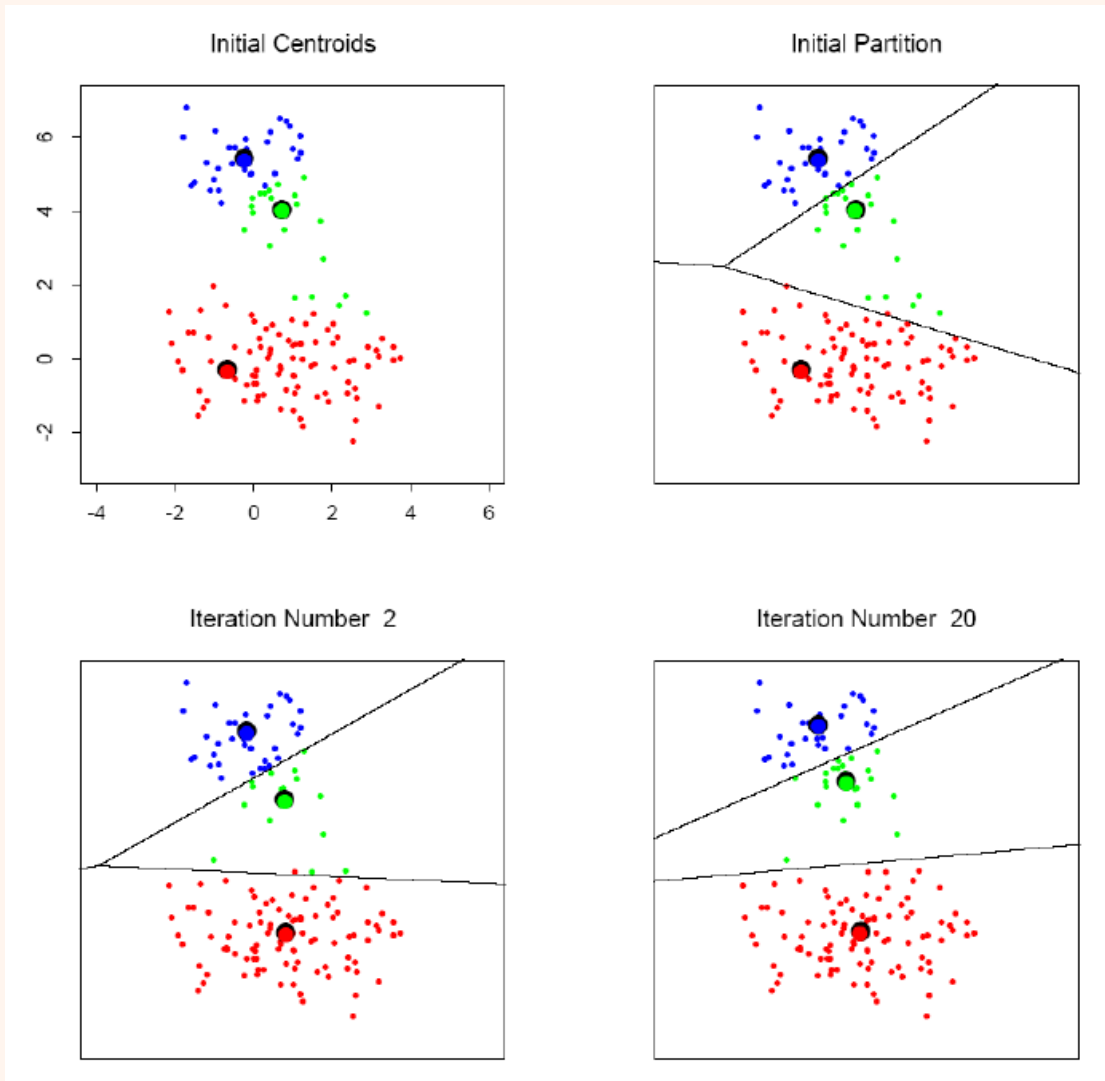 Initial Centroids
Initial Partition
6
4
2
0
-2
-4 -2 0 2 4 6
Iteration Number 2
Iteration Number 20